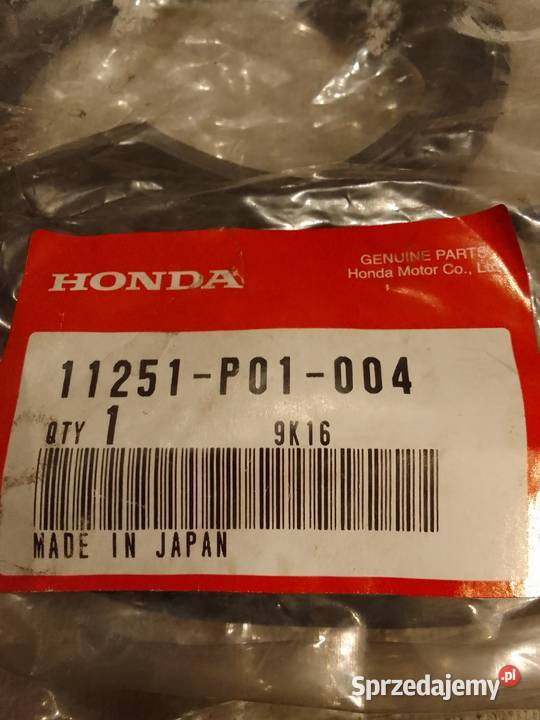 HONDA
GENUINE PARTS
Honda Motor Co., Ltd.
11251-P01-004
QTY 1 9K16
MADE IN JAPAN
Sprzedajemy.pl